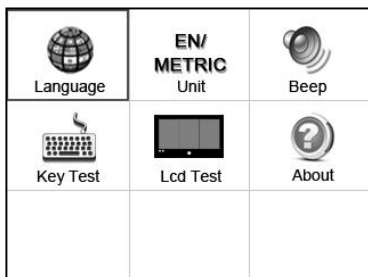 EN/
METRIC
Language
Unit
Beep
?
Key Test
Lcd Test
About